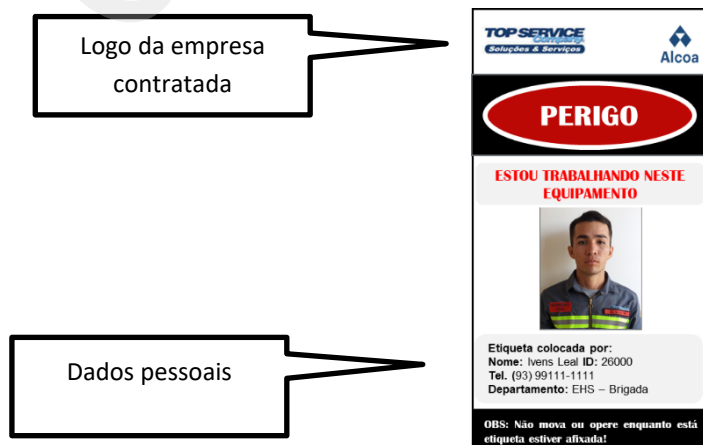 Logo da empresa
contratada
TOP SERVICE
Company
Soluções & Serviços
Alcoa
PERIGO
ESTOU TRABALHANDO NESTE
EQUIPAMENTO
Dados pessoais
Etiqueta colocada por:
Nome: Ivens Leal ID: 26000
Tel. (93) 99111-1111
Departamento: EHS – Brigada
OBS: Não mova ou opere enquanto está
etiqueta estiver afixada!